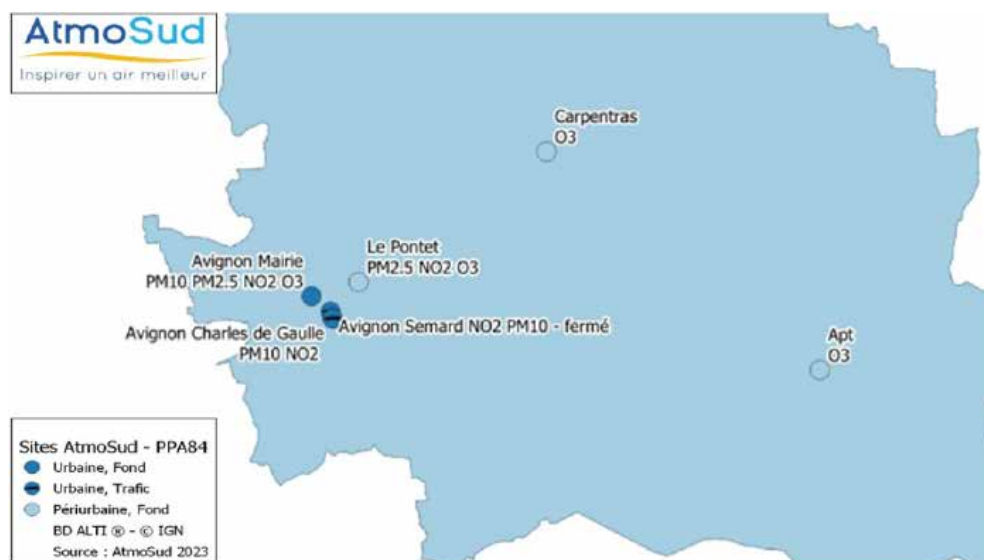 AtmoSud
Inspirer un air meilleur
Carpentras
O3
Le Pontet
PM2.5 NO2 O3
Avignon Mairie
PM10 PM2.5 NO2 O3
Avignon Semard NO2 PM10 - fermé
Avignon Charles de Gaulle
PM10 NO2
Apt
O3
Sites AtmoSud - PPA84
Urbaine, Fond
Urbaine, Trafic
Périurbaine, Fond
BD ALTI ® - © IGN
Source : AtmoSud 2023